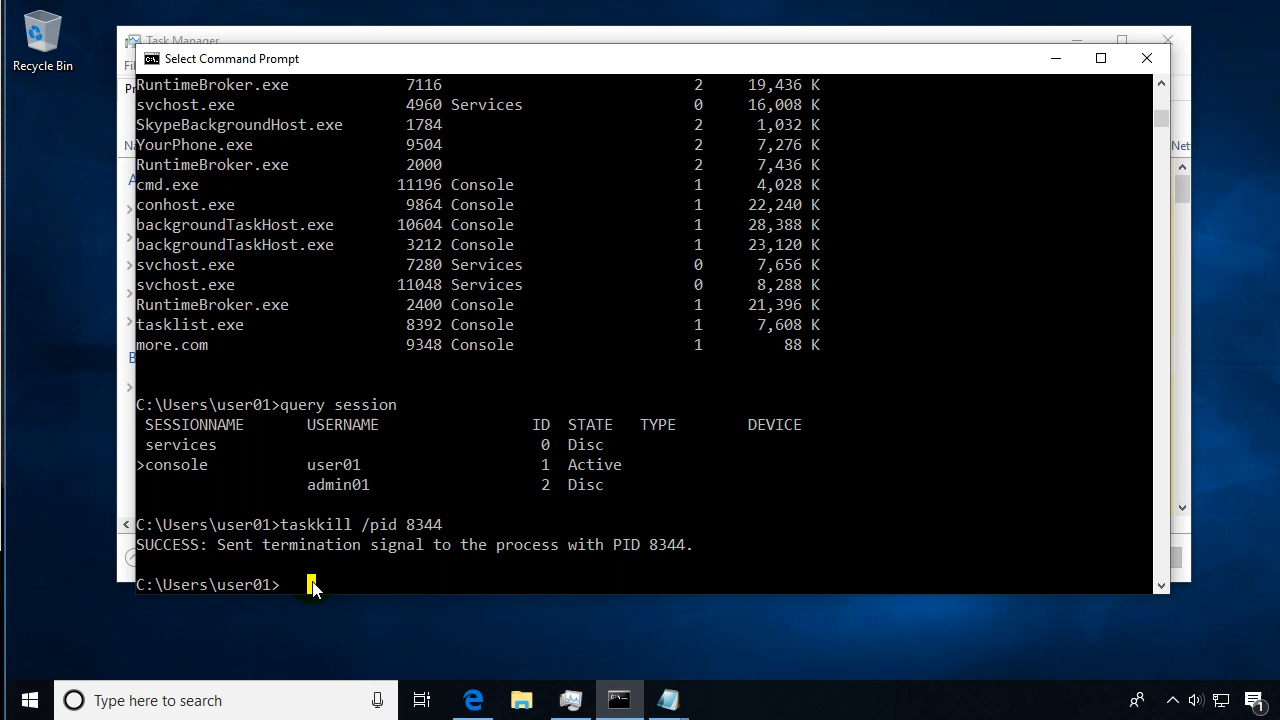 Recycle Bin
Task Manager
Select Command Prompt
RuntimeBroker.exe 7116 2 19,436 K
svchost.exe 4960 Services 0 16,008 K
SkypeBackgroundHost.exe 1784 2 1,032 K
YourPhone.exe 9504 2 7,276 K
RuntimeBroker.exe 2000 2 7,436 K
cmd.exe 11196 Console 1 4,028 K
conhost.exe 9864 Console 1 22,240 K
backgroundTaskHost.exe 10604 Console 1 28,388 K
backgroundTaskHost.exe 3212 Console 1 23,120 K
svchost.exe 7280 Services 0 7,656 K
svchost.exe 11048 Services 0 8,288 K
RuntimeBroker.exe 2400 Console 1 21,396 K
tasklist.exe 8392 Console 1 7,608 K
more.com 9348 Console 1 88 K
C:\Users\user01>query session
SESSIONNAME USERNAME ID STATE TYPE DEVICE
services 0 Disc
>console user01 1 Active
admin01 2 Disc
C:\Users\user01>taskkill /pid 8344
SUCCESS: Sent termination signal to the process with PID 8344.
C:\Users\user01>
Type here to search
1